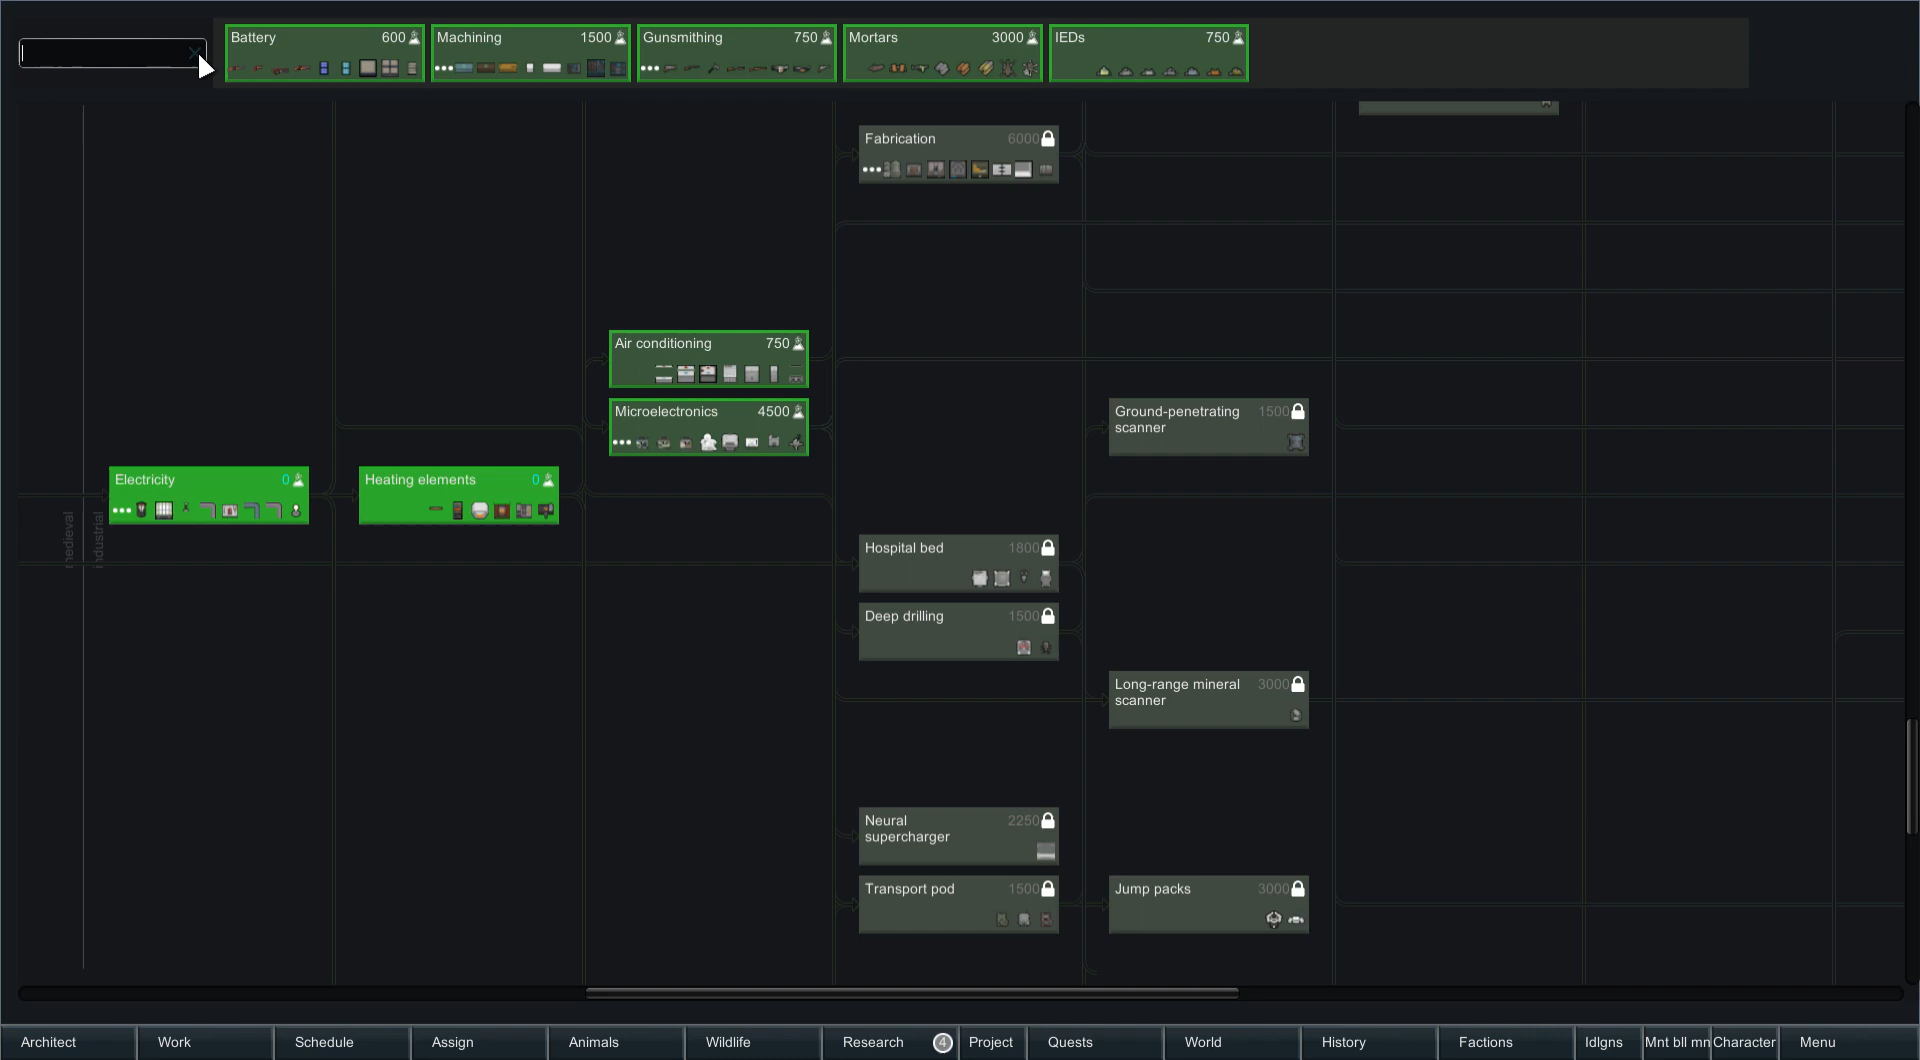 Battery 600
Machining 1500
Gunsmithing 750
Mortars 3000
IEDs 750
Fabrication 6000
Air conditioning 750
Microelectronics 4500
Ground-penetrating 1500
scanner
Electricity 0
Heating elements 0
medieval
industrial
Hospital bed 1800
Deep drilling 1500
Long-range mineral 3000
scanner
Neural 2250
supercharger
Transport pod 1500
Jump packs 3000
Architect Work Schedule Assign Animals Wildlife Research 4 Project Quests World History Factions Idlgns Mnt bll mn Character Menu